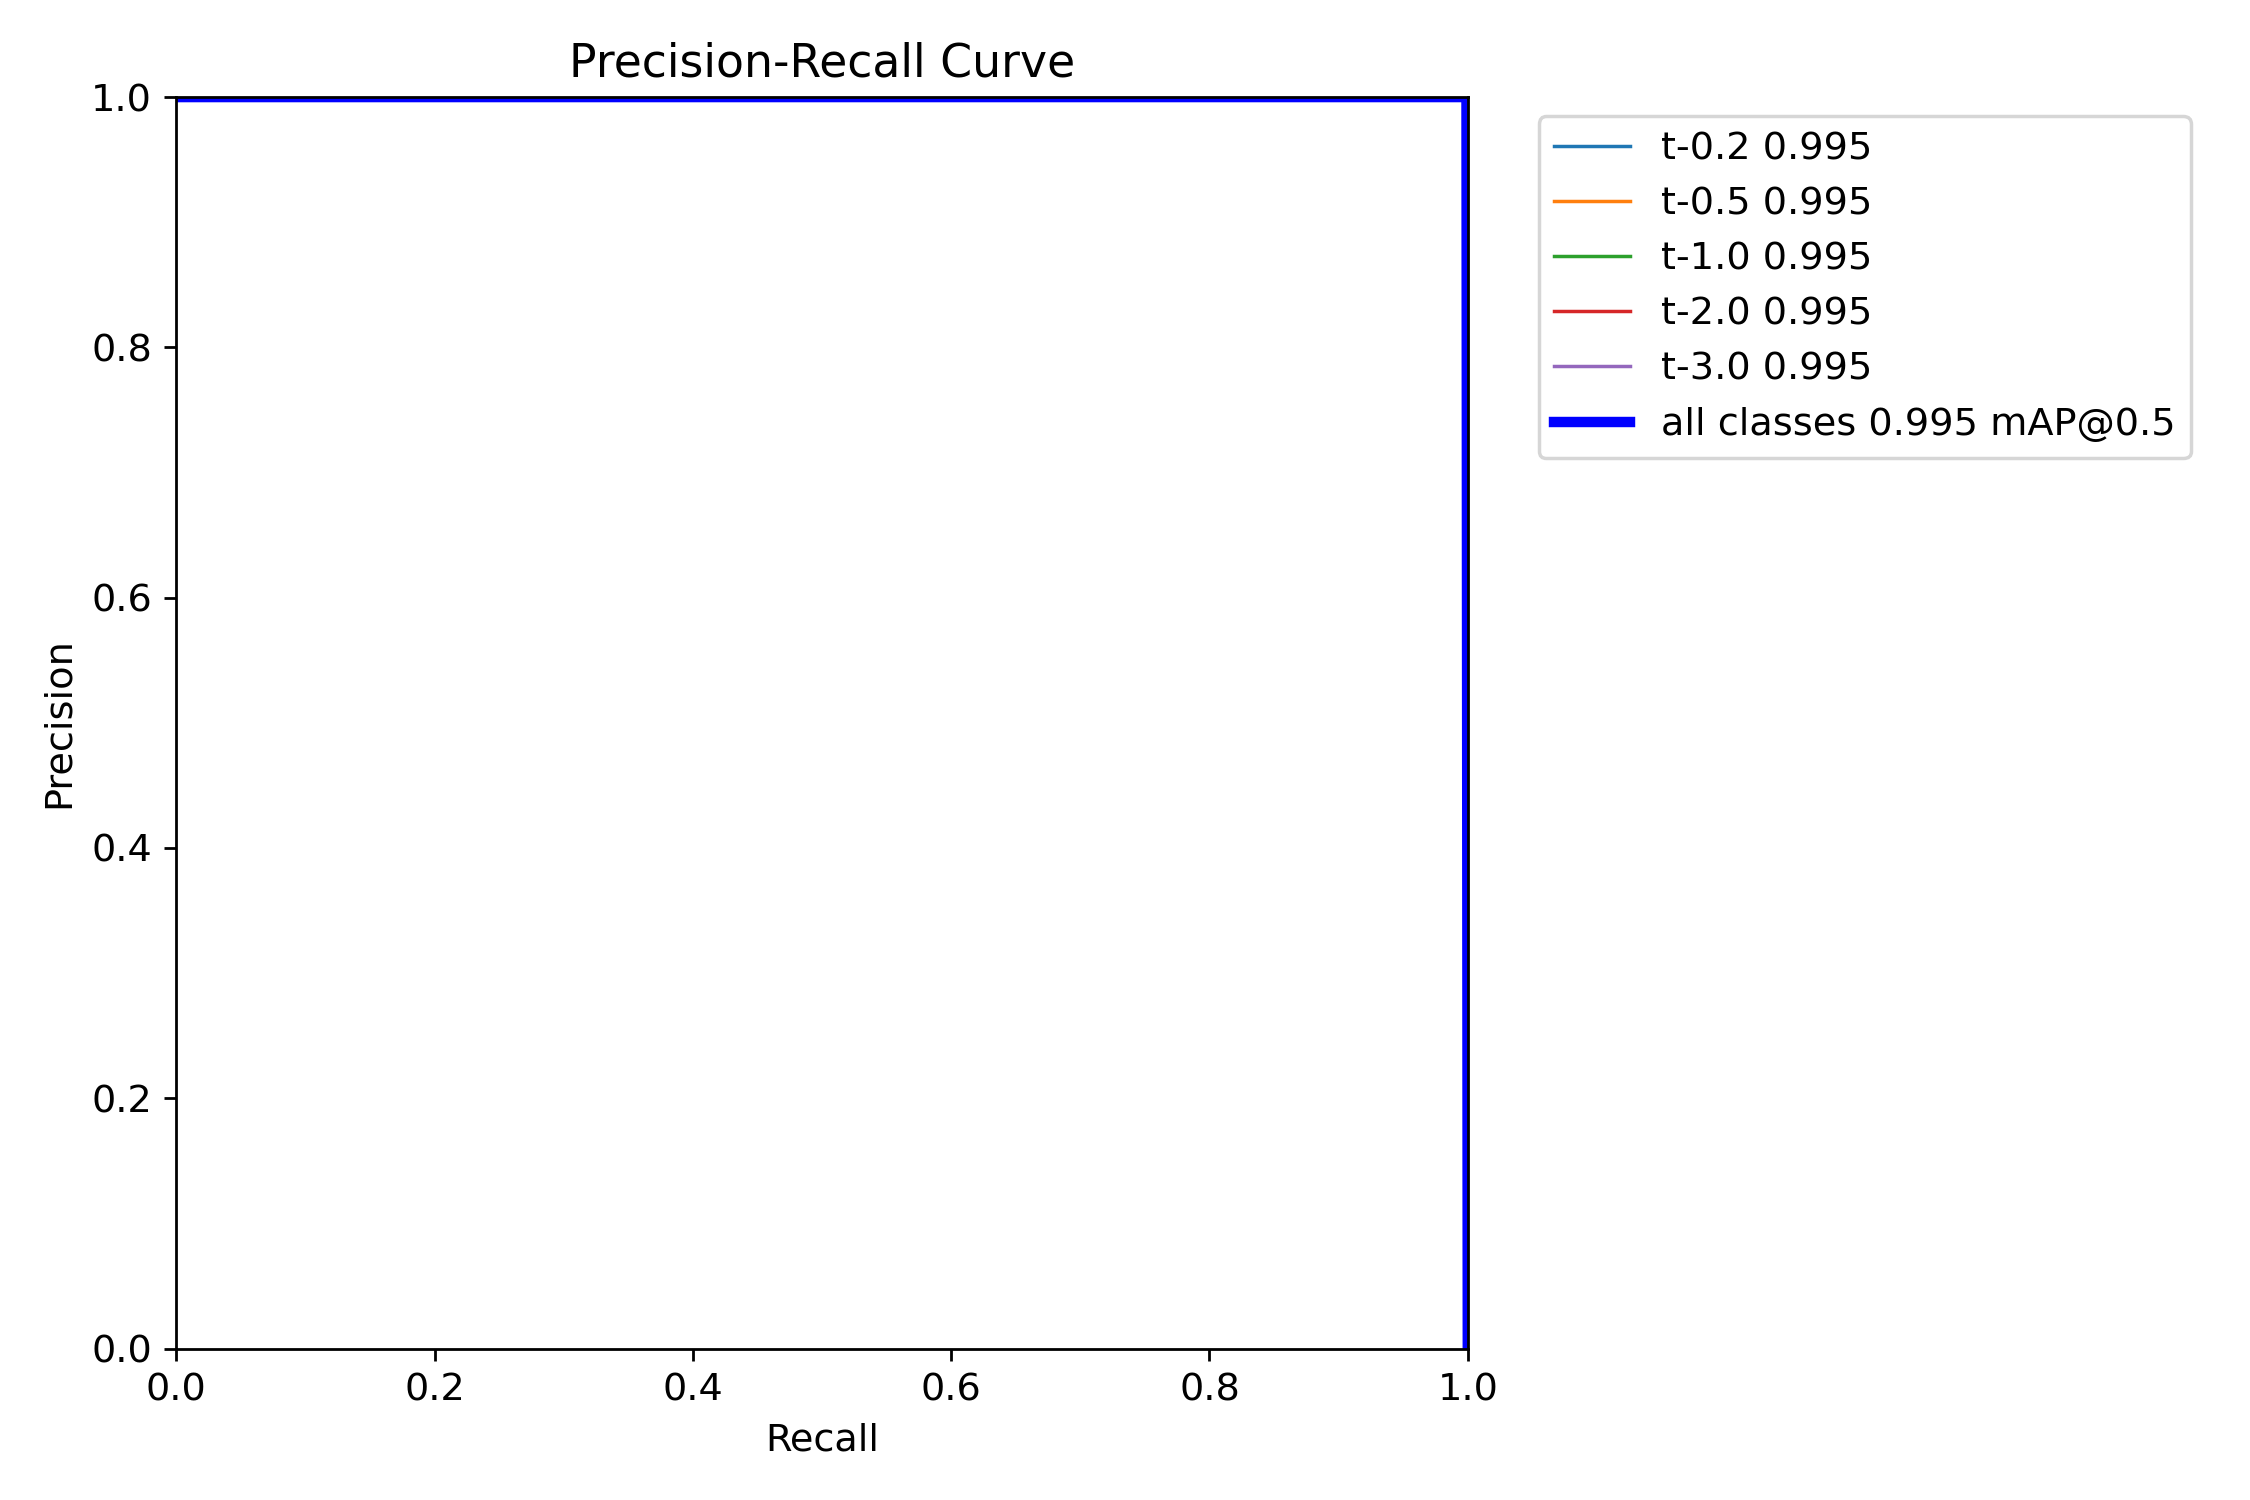 Precision-Recall Curve
1.0
0.8
0.6
0.4
0.2
0.0
Precision
0.0 0.2 0.4 0.6 0.8 1.0
Recall
t-0.2 0.995
t-0.5 0.995
t-1.0 0.995
t-2.0 0.995
t-3.0 0.995
all classes 0.995 mAP@0.5